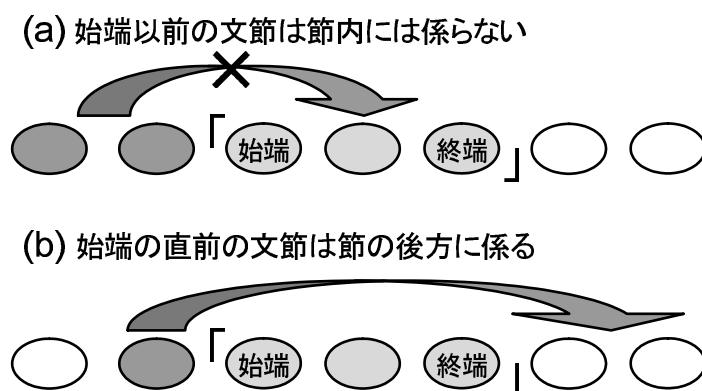 (a) 始端以前の文節は節内には係らない
「 始端 終端 」
(b) 始端の直前の文節は節の後方に係る
「 始端 終端 」